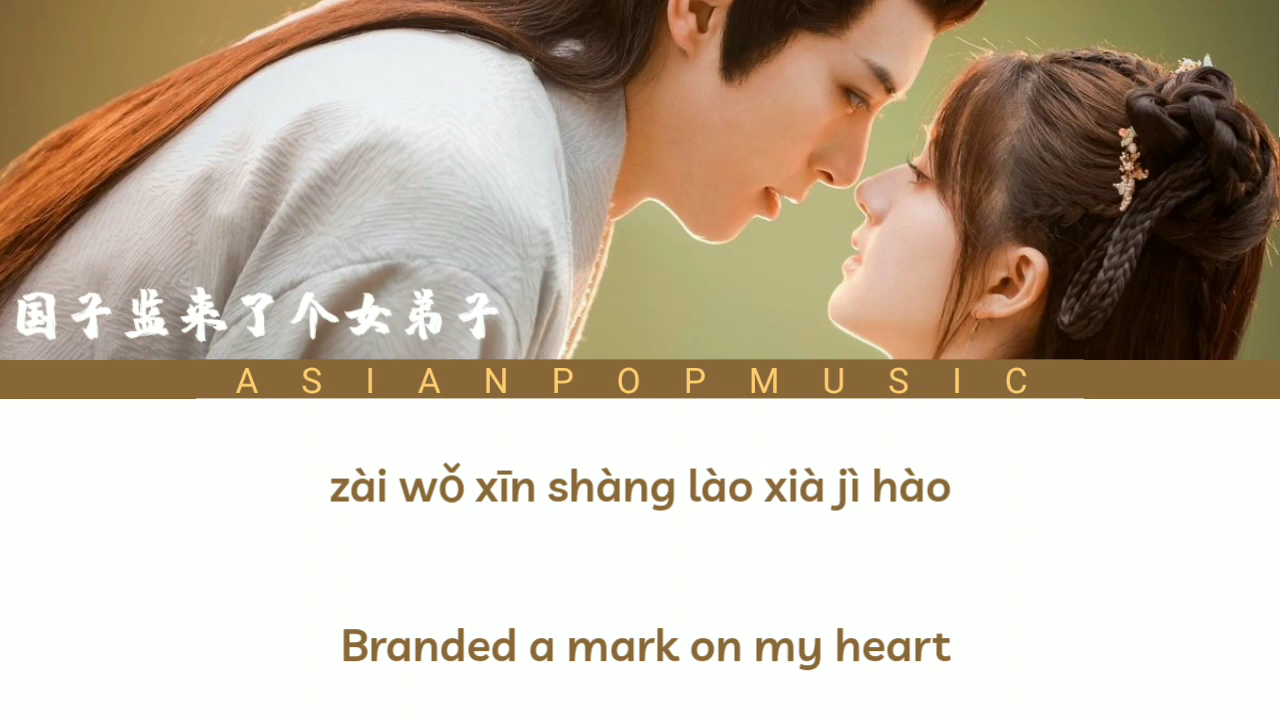 国子监来了个女弟子
ASIANPOPMUSIC
zài wǒ xīn shàng lào xià jì hào
Branded a mark on my heart